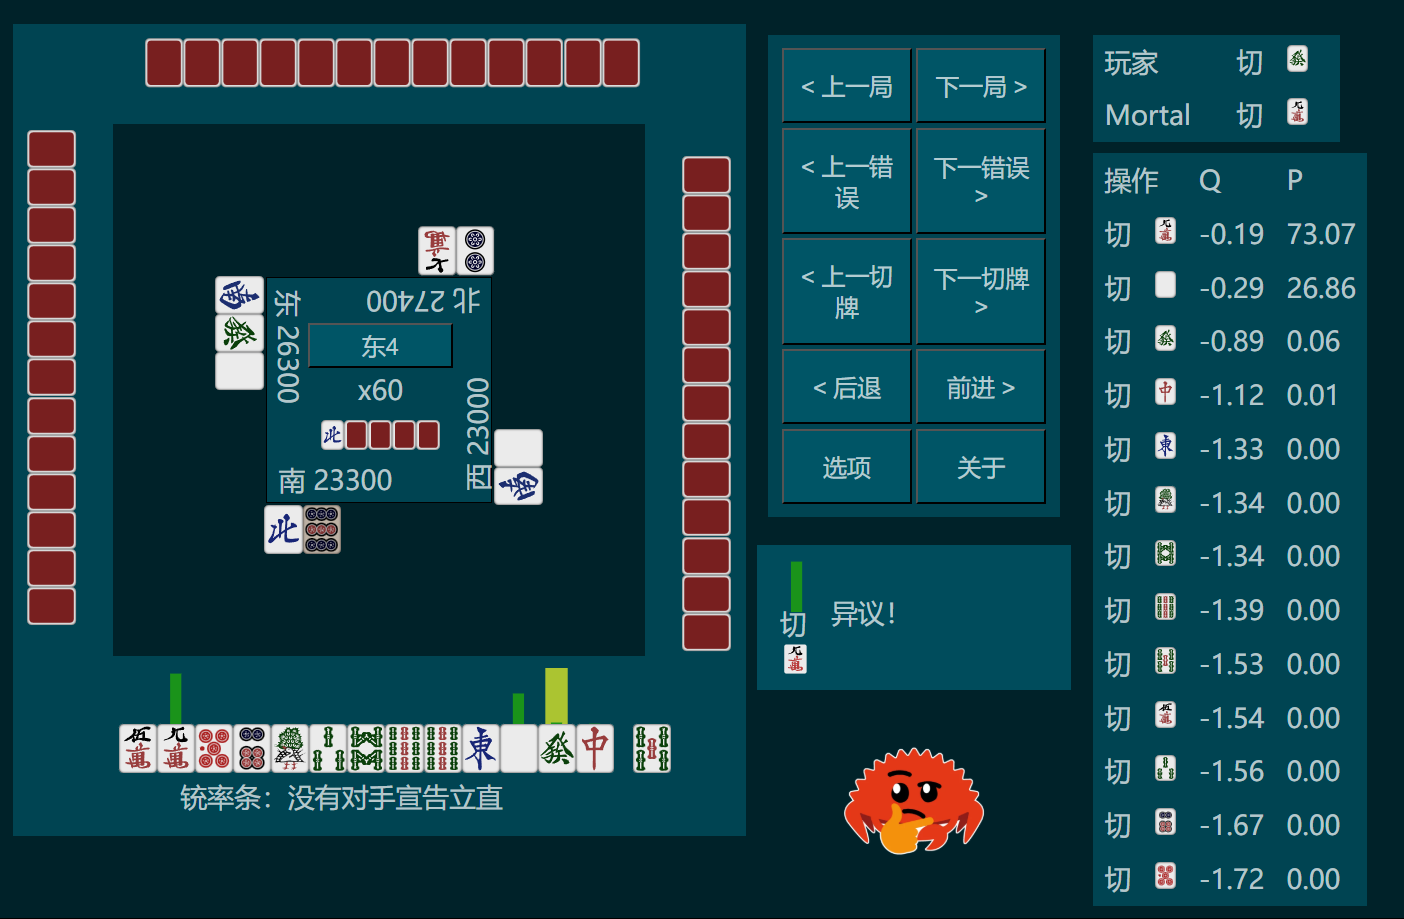 北 27400
东 26300
东4
x60
西 23000
南 23300
铳率条：没有对手宣告立直
< 上一局
下一局 >
< 上一错误
下一错误 >
< 上一切牌
下一切牌 >
< 后退
前进 >
选项
关于
切
异议！
玩家 切
Mortal 切
操作 Q P
切 -0.19 73.07
切 -0.29 26.86
切 -0.89 0.06
切 -1.12 0.01
切 -1.33 0.00
切 -1.34 0.00
切 -1.34 0.00
切 -1.39 0.00
切 -1.53 0.00
切 -1.54 0.00
切 -1.56 0.00
切 -1.67 0.00
切 -1.72 0.00